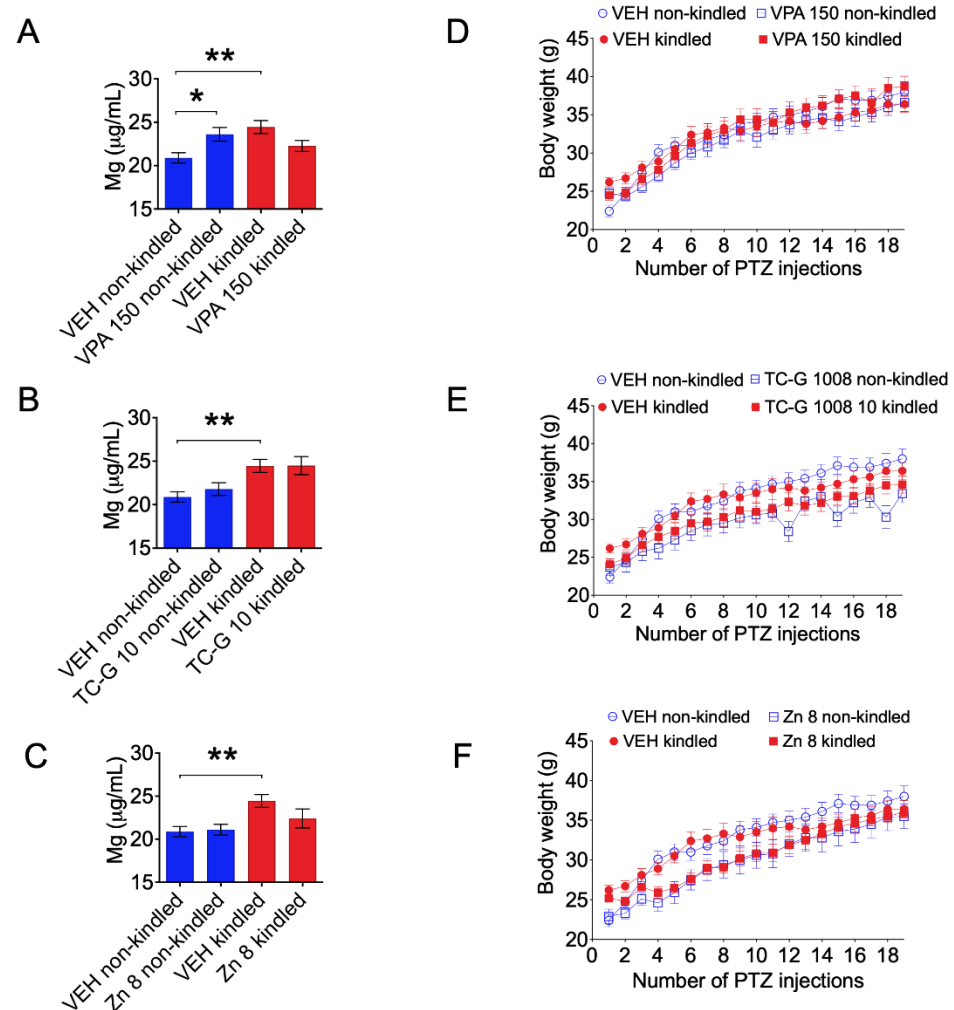 A
**
*
Mg (µg/mL)
30
25
20
15
VEH non-kindled
VPA 150 non-kindled
VEH kindled
VPA 150 kindled
D
VEH non-kindled VPA 150 non-kindled
VEH kindled VPA 150 kindled
Body weight (g)
45
40
35
30
25
20
0 2 4 6 8 10 12 14 16 18
Number of PTZ injections
B
**
Mg (µg/mL)
30
25
20
15
VEH non-kindled
TC-G 10 non-kindled
VEH kindled
TC-G 10 kindled
E
VEH non-kindled TC-G 1008 non-kindled
VEH kindled TC-G 1008 10 kindled
Body weight (g)
45
40
35
30
25
20
0 2 4 6 8 10 12 14 16 18
Number of PTZ injections
C
**
Mg (µg/mL)
30
25
20
15
VEH non-kindled
Zn 8 non-kindled
VEH kindled
Zn 8 kindled
F
VEH non-kindled Zn 8 non-kindled
VEH kindled Zn 8 kindled
Body weight (g)
45
40
35
30
25
20
0 2 4 6 8 10 12 14 16 18
Number of PTZ injections